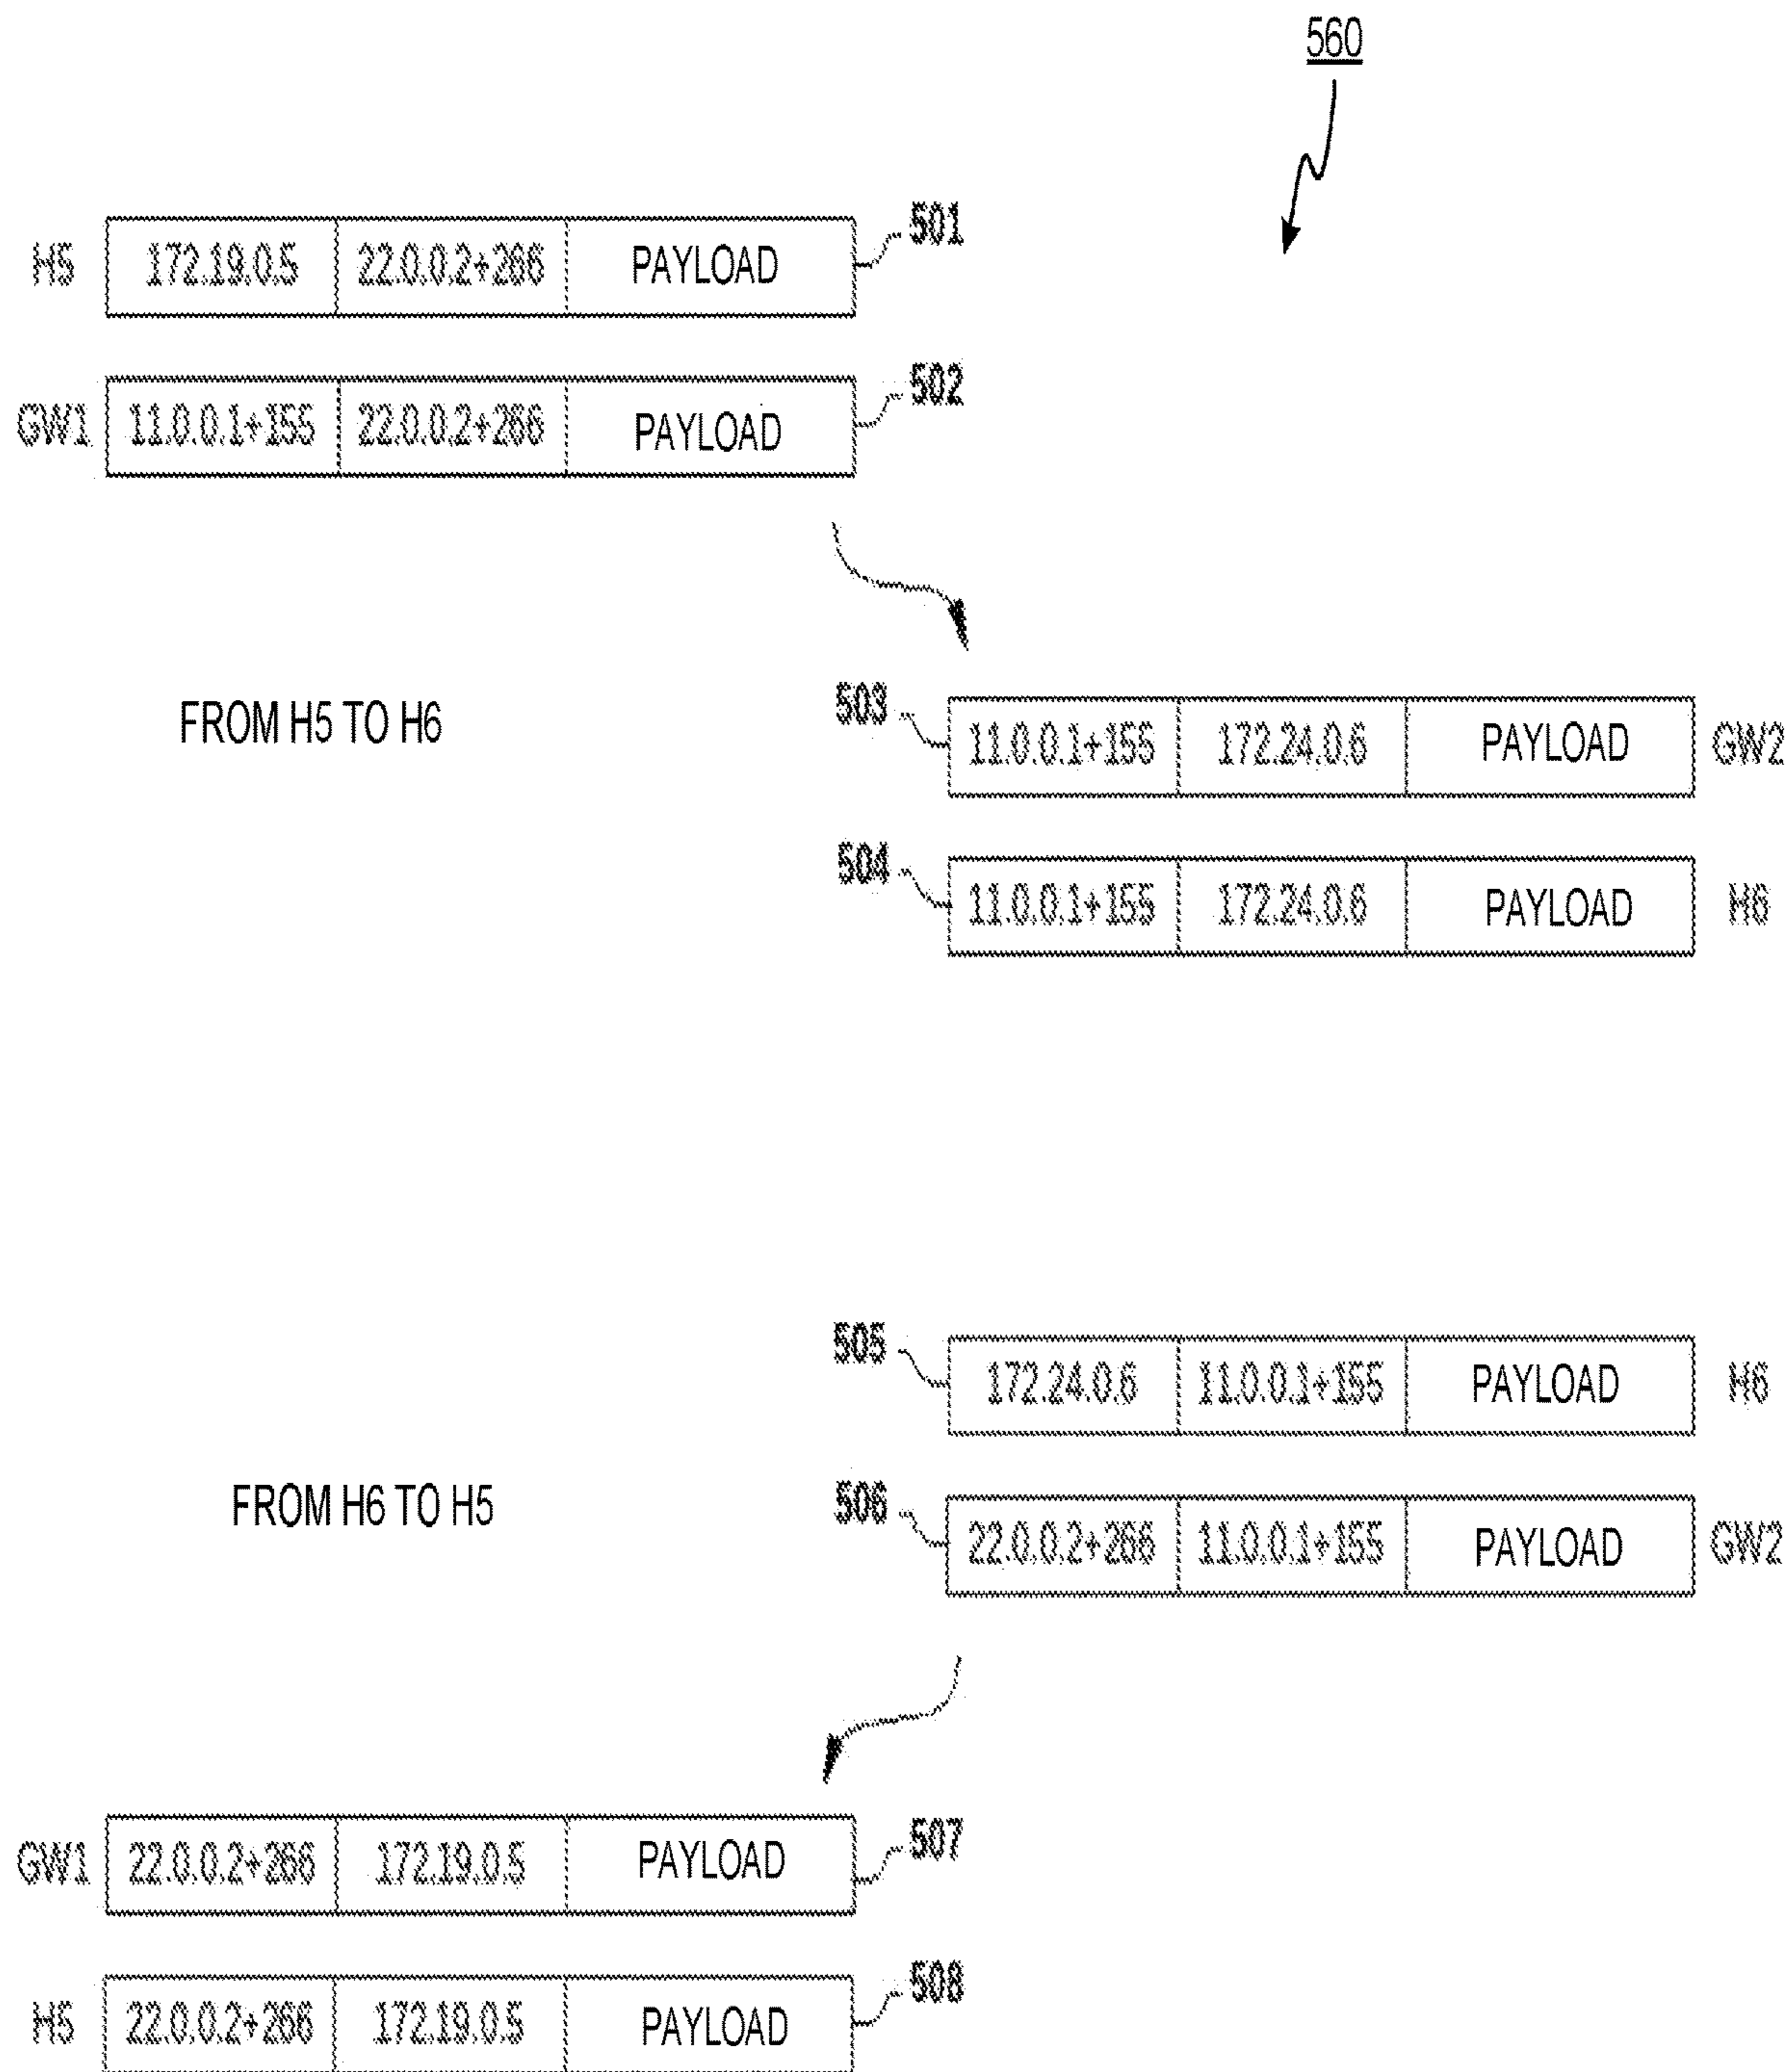 560
H5 172.19.0.5 22.0.0.2+266 PAYLOAD 501
GW1 11.0.0.1+155 22.0.0.2+266 PAYLOAD 502
FROM H5 TO H6
503 11.0.0.1+155 172.24.0.6 PAYLOAD GW2
504 11.0.0.1+155 172.24.0.6 PAYLOAD H6
505 172.24.0.6 11.0.0.1+155 PAYLOAD H6
FROM H6 TO H5
506 22.0.0.2+266 11.0.0.1+155 PAYLOAD GW2
GW1 22.0.0.2+266 172.19.0.5 PAYLOAD 507
H5 22.0.0.2+266 172.19.0.5 PAYLOAD 508